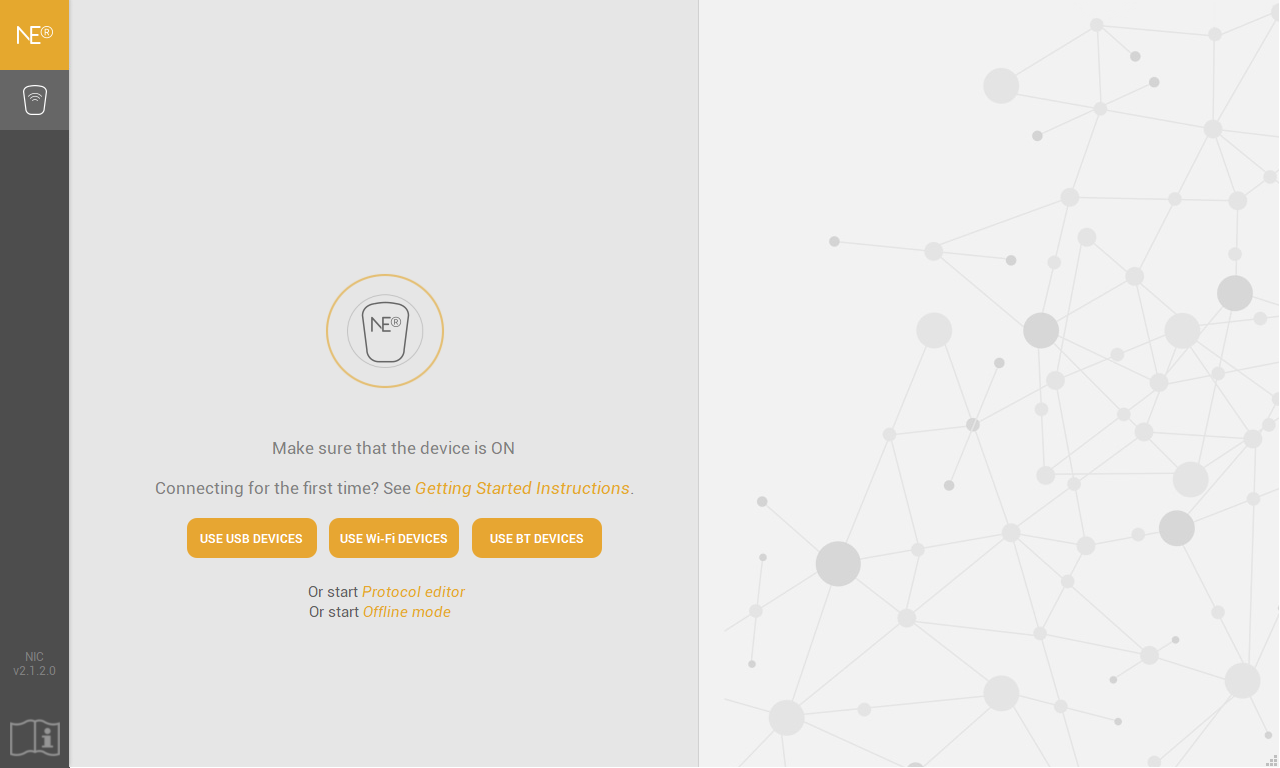 NE®
NE®
Make sure that the device is ON
Connecting for the first time? See Getting Started Instructions.
USE USB DEVICES
USE Wi-Fi DEVICES
USE BT DEVICES
Or start Protocol editor
Or start Offline mode
NIC
v2.1.2.0